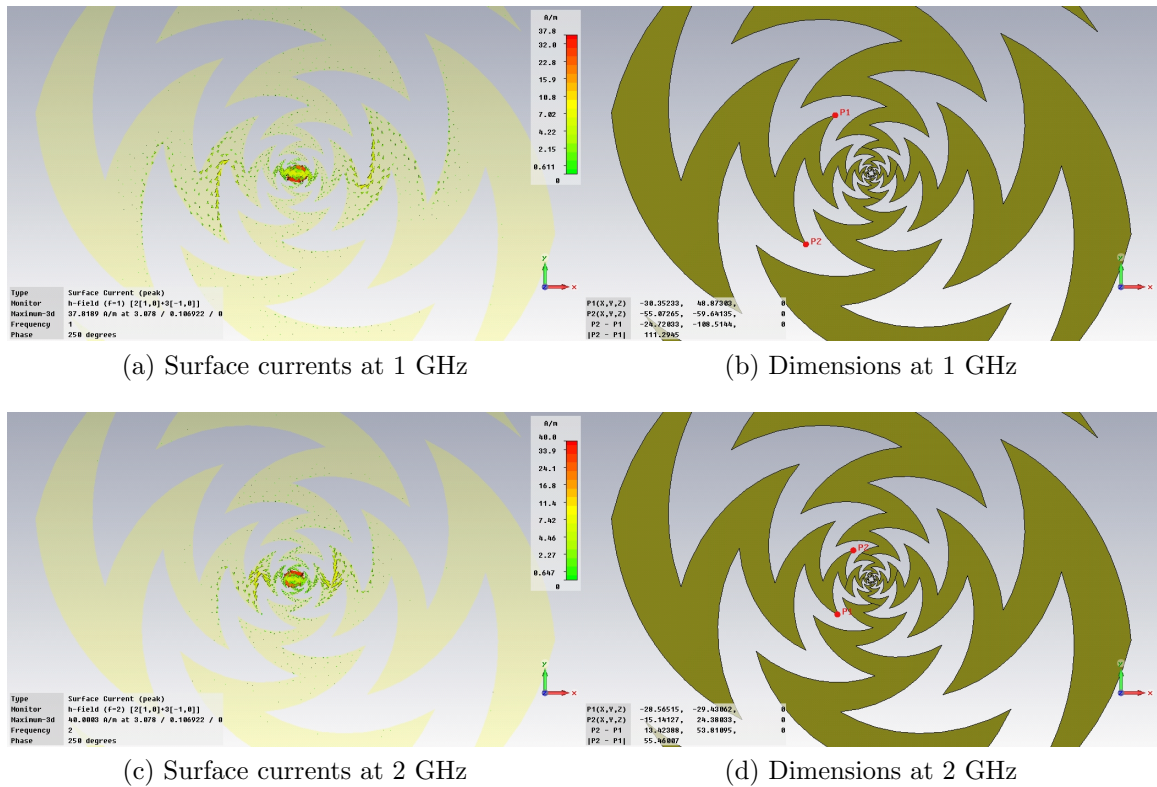 A/m
37.8
32.0
22.8
15.9
10.8
7.02
4.22
2.15
0.611
0
P1
P2
y
x
Type Surface Current (peak)
Monitor h-field (f=1) [2[1,0]+3[-1,0]]
Maximum-3d 37.8189 A/m at 3.078 / 0.106922 / 0
Frequency 1
Phase 250 degrees
P1(X,Y,Z) -30.35233, 48.87303, 0
P2(X,Y,Z) -55.07265, -59.64135, 0
P2 - P1 -24.72033, -108.5144, 0
|P2 - P1| 111.2945
x
(a) Surface currents at 1 GHz
(b) Dimensions at 1 GHz
A/m
40.0
33.9
24.1
16.8
11.4
7.42
4.46
2.27
0.647
0
P2
P1
y
x
Type Surface Current (peak)
Monitor h-field (f=2) [2[1,0]+3[-1,0]]
Maximum-3d 40.0003 A/m at 3.078 / 0.106922 / 0
Frequency 2
Phase 250 degrees
P1(X,Y,Z) -28.56515, -29.43062, 0
P2(X,Y,Z) -15.14127, 24.38033, 0
P2 - P1 13.42388, 53.81095, 0
|P2 - P1| 55.46007
x
(c) Surface currents at 2 GHz
(d) Dimensions at 2 GHz